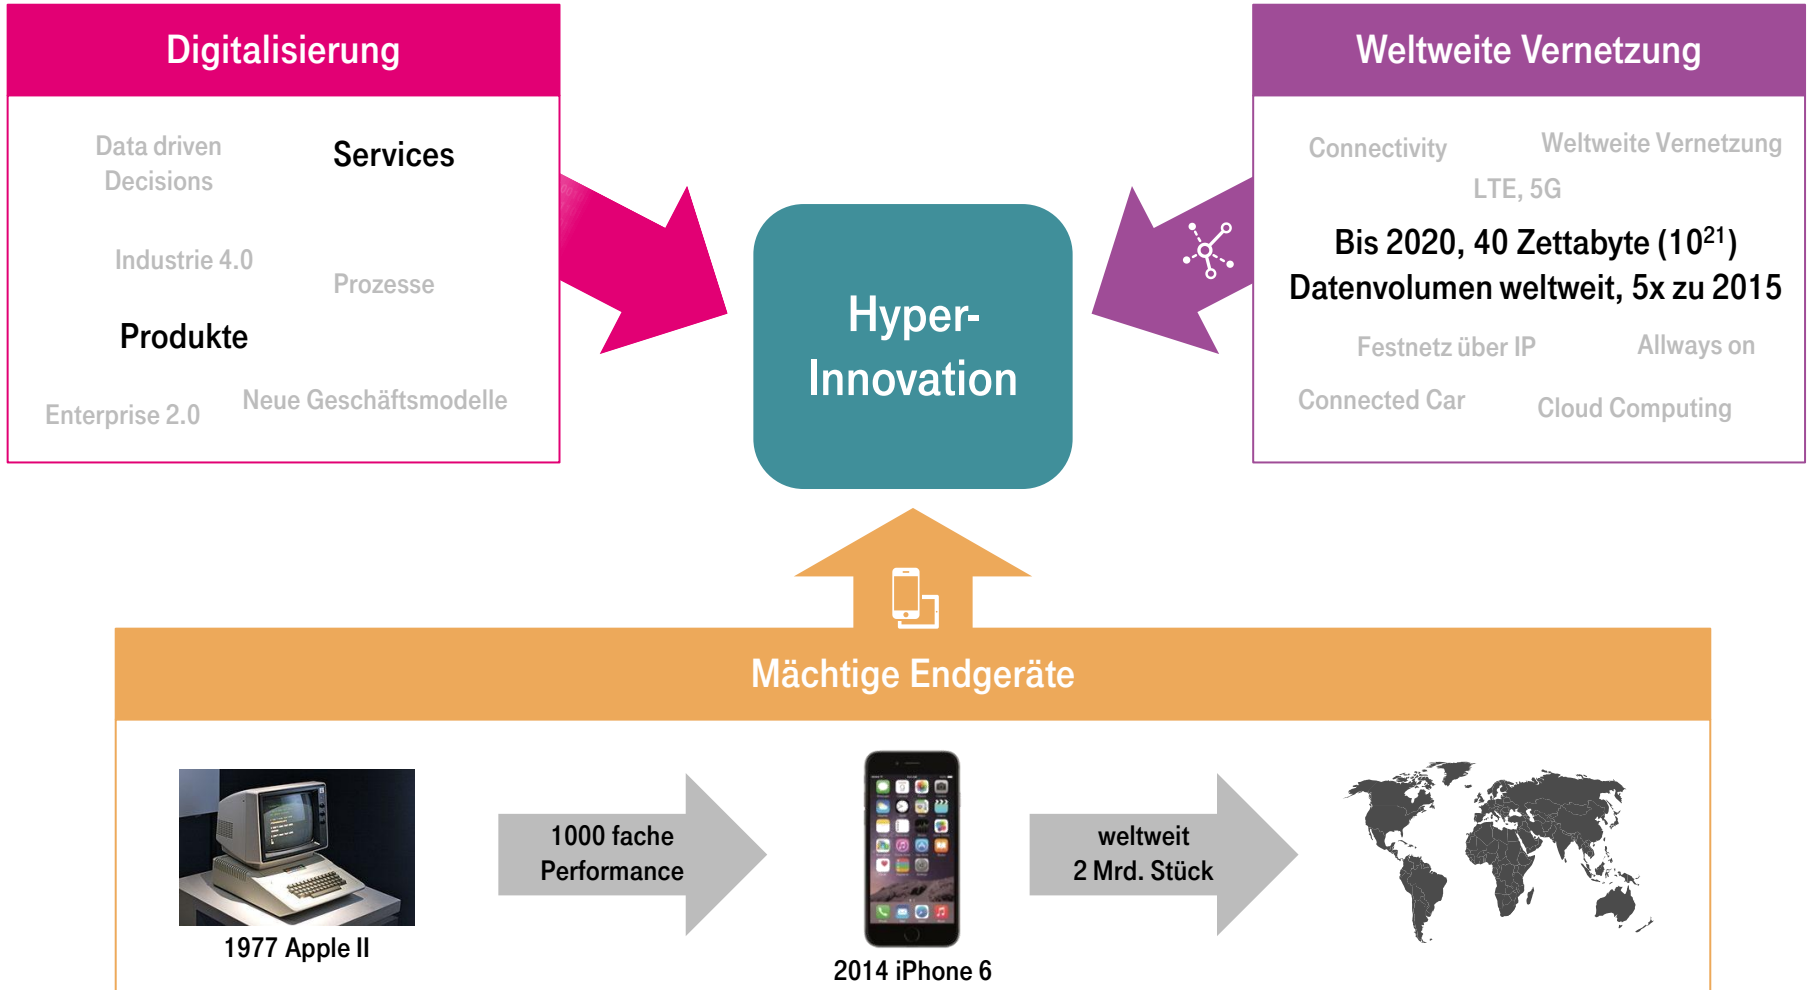 Digitalisierung
Data driven
Decisions
Services
Industrie 4.0
Prozesse
Produkte
Enterprise 2.0
Neue Geschäftsmodelle
Hyper-
Innovation
Weltweite Vernetzung
Connectivity
Weltweite Vernetzung
LTE, 5G
Bis 2020, 40 Zettabyte (10²¹)
Datenvolumen weltweit, 5x zu 2015
Festnetz über IP
Allways on
Connected Car
Cloud Computing
Mächtige Endgeräte
1977 Apple II
1000 fache
Performance
2014 iPhone 6
weltweit
2 Mrd. Stück